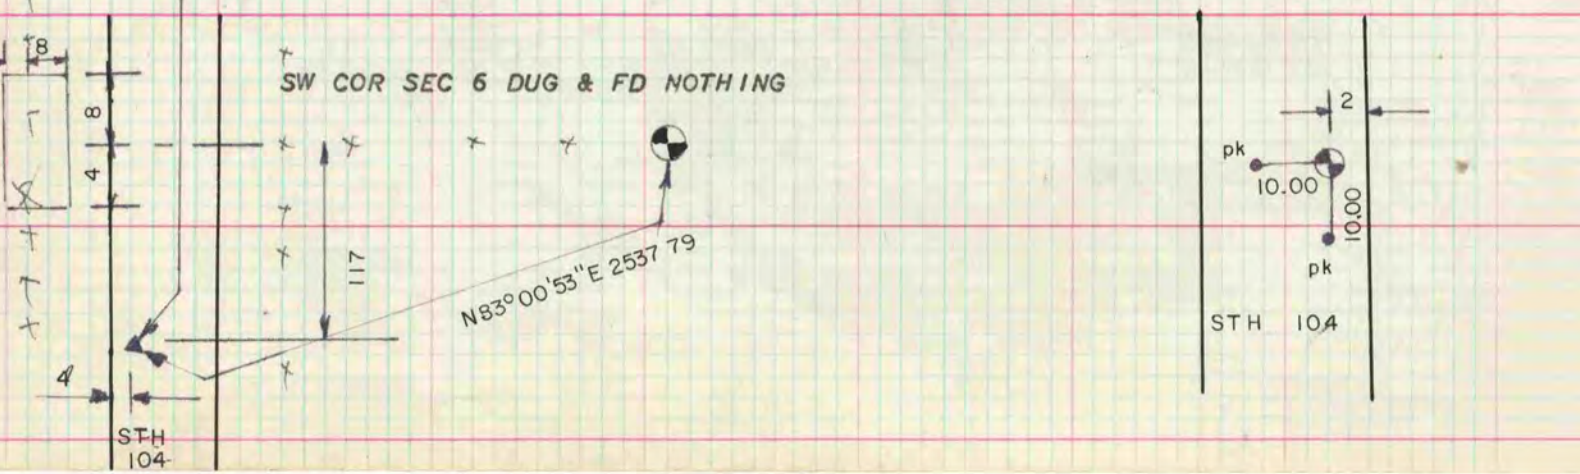 8
SW COR SEC 6 DUG & FD NOTHING
8
4
117
N83°00'53"E 2537 79
4
STH
104
2
pk
10.00
10.00
pk
STH 104